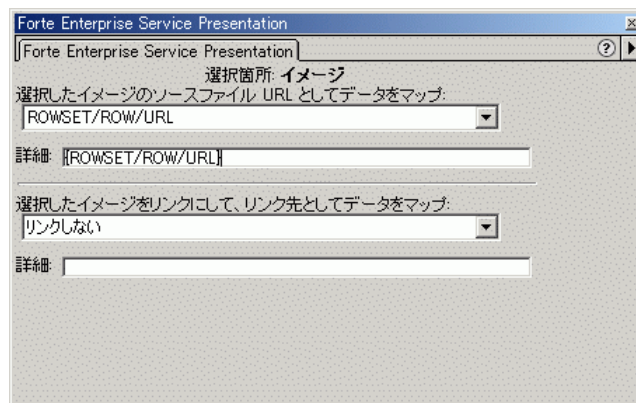 Forte Enterprise Service Presentation
Forte Enterprise Service Presentation
選択箇所: イメージ
選択したイメージのソースファイル URL としてデータをマップ:
ROWSET/ROW/URL
詳細: {ROWSET/ROW/URL}
選択したイメージをリンクにして、リンク先としてデータをマップ:
リンクしない
詳細: